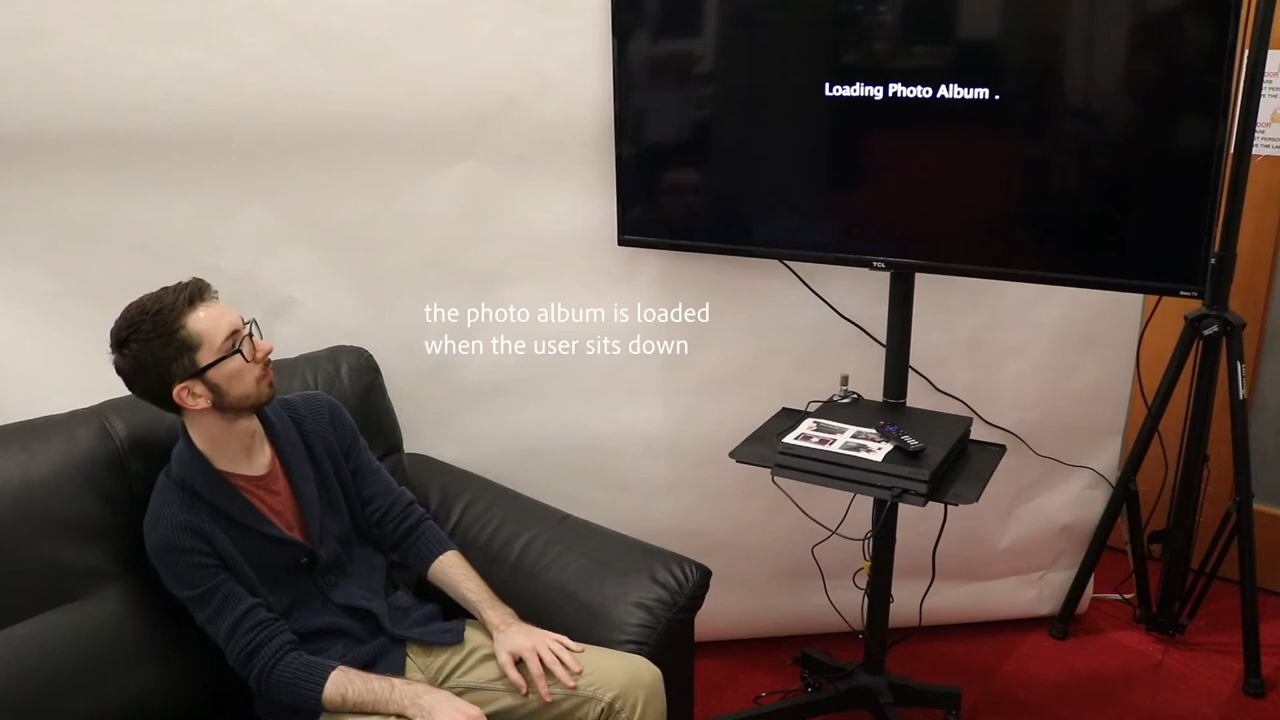 Loading Photo Album .
TCL
the photo album is loaded
when the user sits down